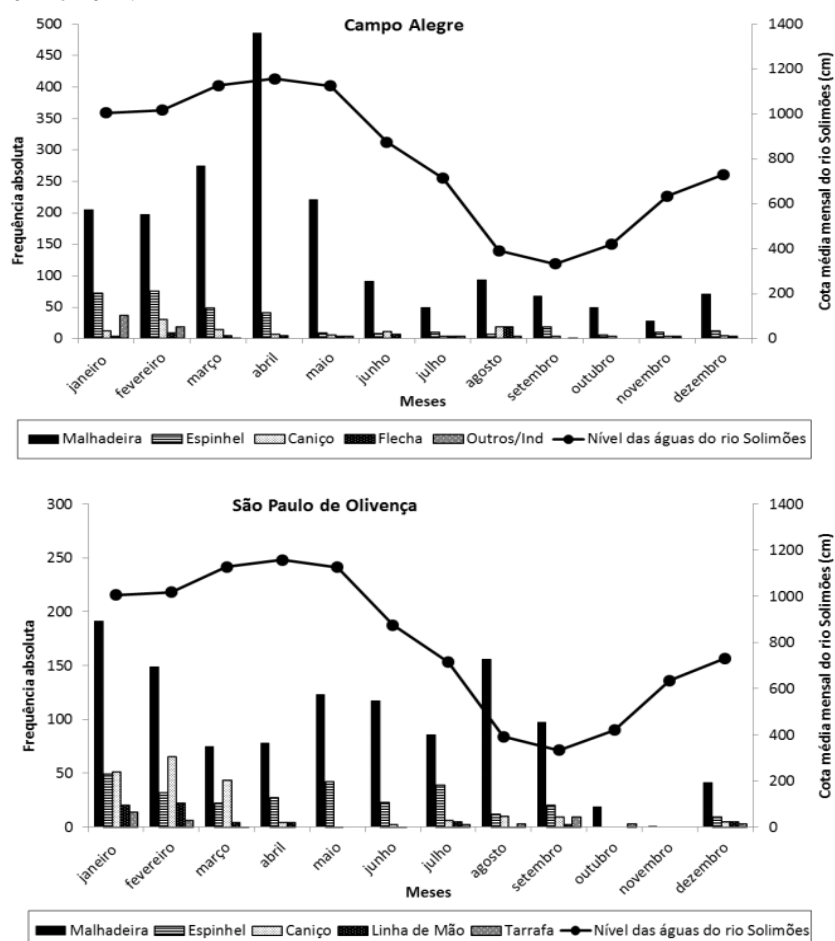 Campo Alegre
Frequência absoluta
500
450
400
350
300
250
200
150
100
50
0
Cota média mensal do rio Solimões (cm)
1400
1200
1000
800
600
400
200
0
janeiro
fevereiro
março
abril
maio
junho
julho
agosto
setembro
outubro
novembro
dezembro
Meses
Malhadeira Espinhel Caniço Flecha Outros/Ind Nível das águas do rio Solimões
São Paulo de Olivença
Frequência absoluta
300
250
200
150
100
50
0
Cota média mensal do rio Solimões (cm)
1400
1200
1000
800
600
400
200
0
janeiro
fevereiro
março
abril
maio
junho
julho
agosto
setembro
outubro
novembro
dezembro
Meses
Malhadeira Espinhel Caniço Linha de Mão Tarrafa Nível das águas do rio Solimões